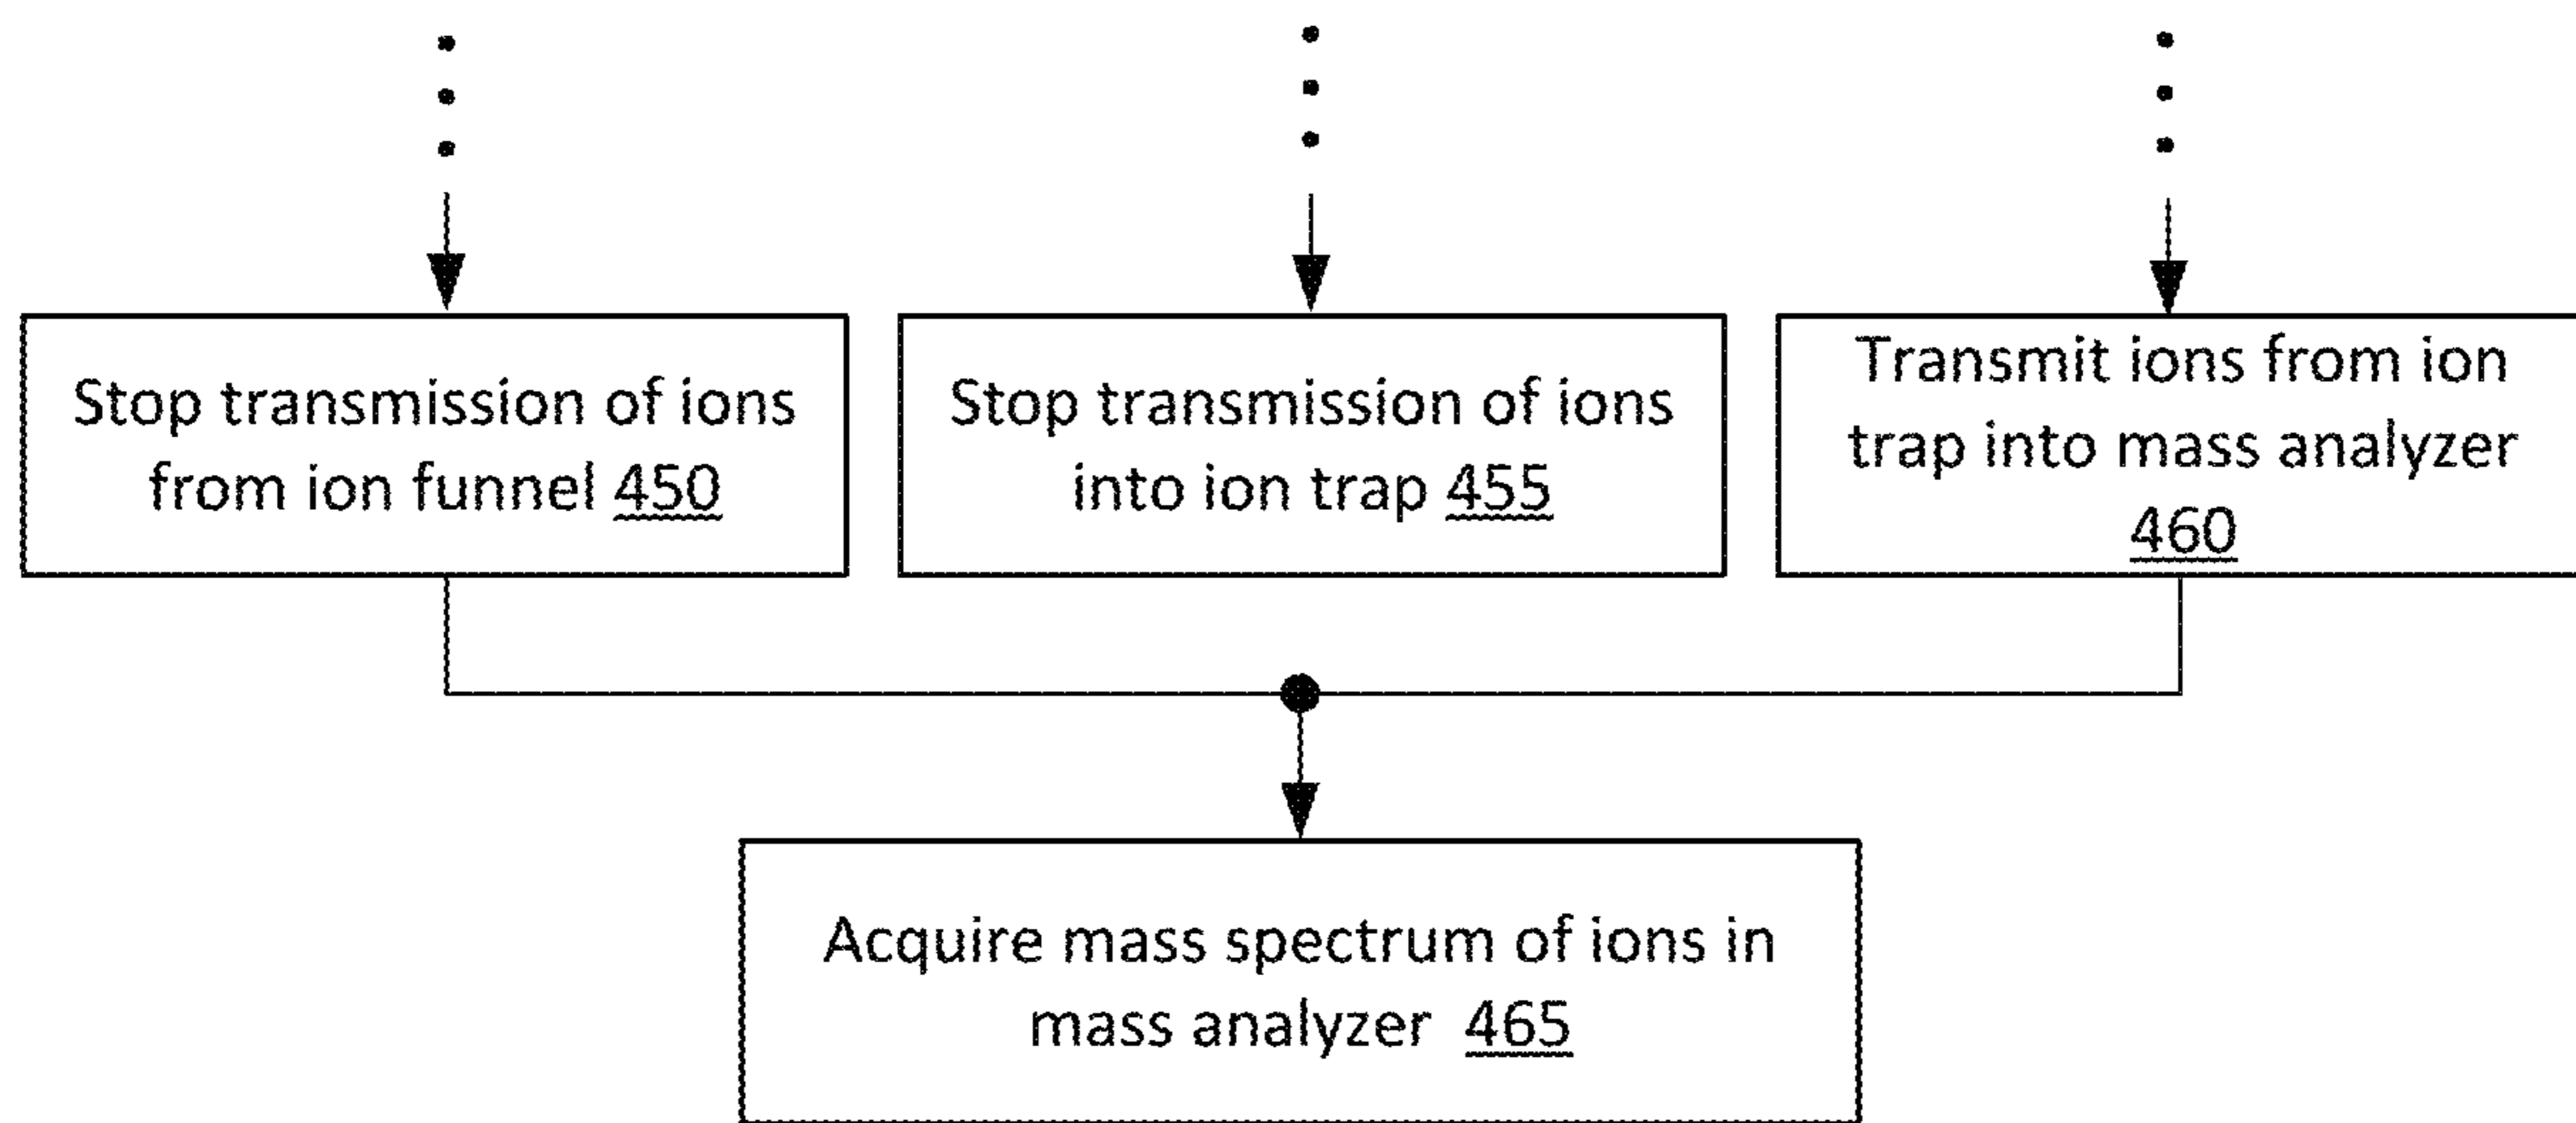 Stop transmission of ions
from ion funnel 450
Stop transmission of ions
into ion trap 455
Transmit ions from ion
trap into mass analyzer
460
Acquire mass spectrum of ions in
mass analyzer 465